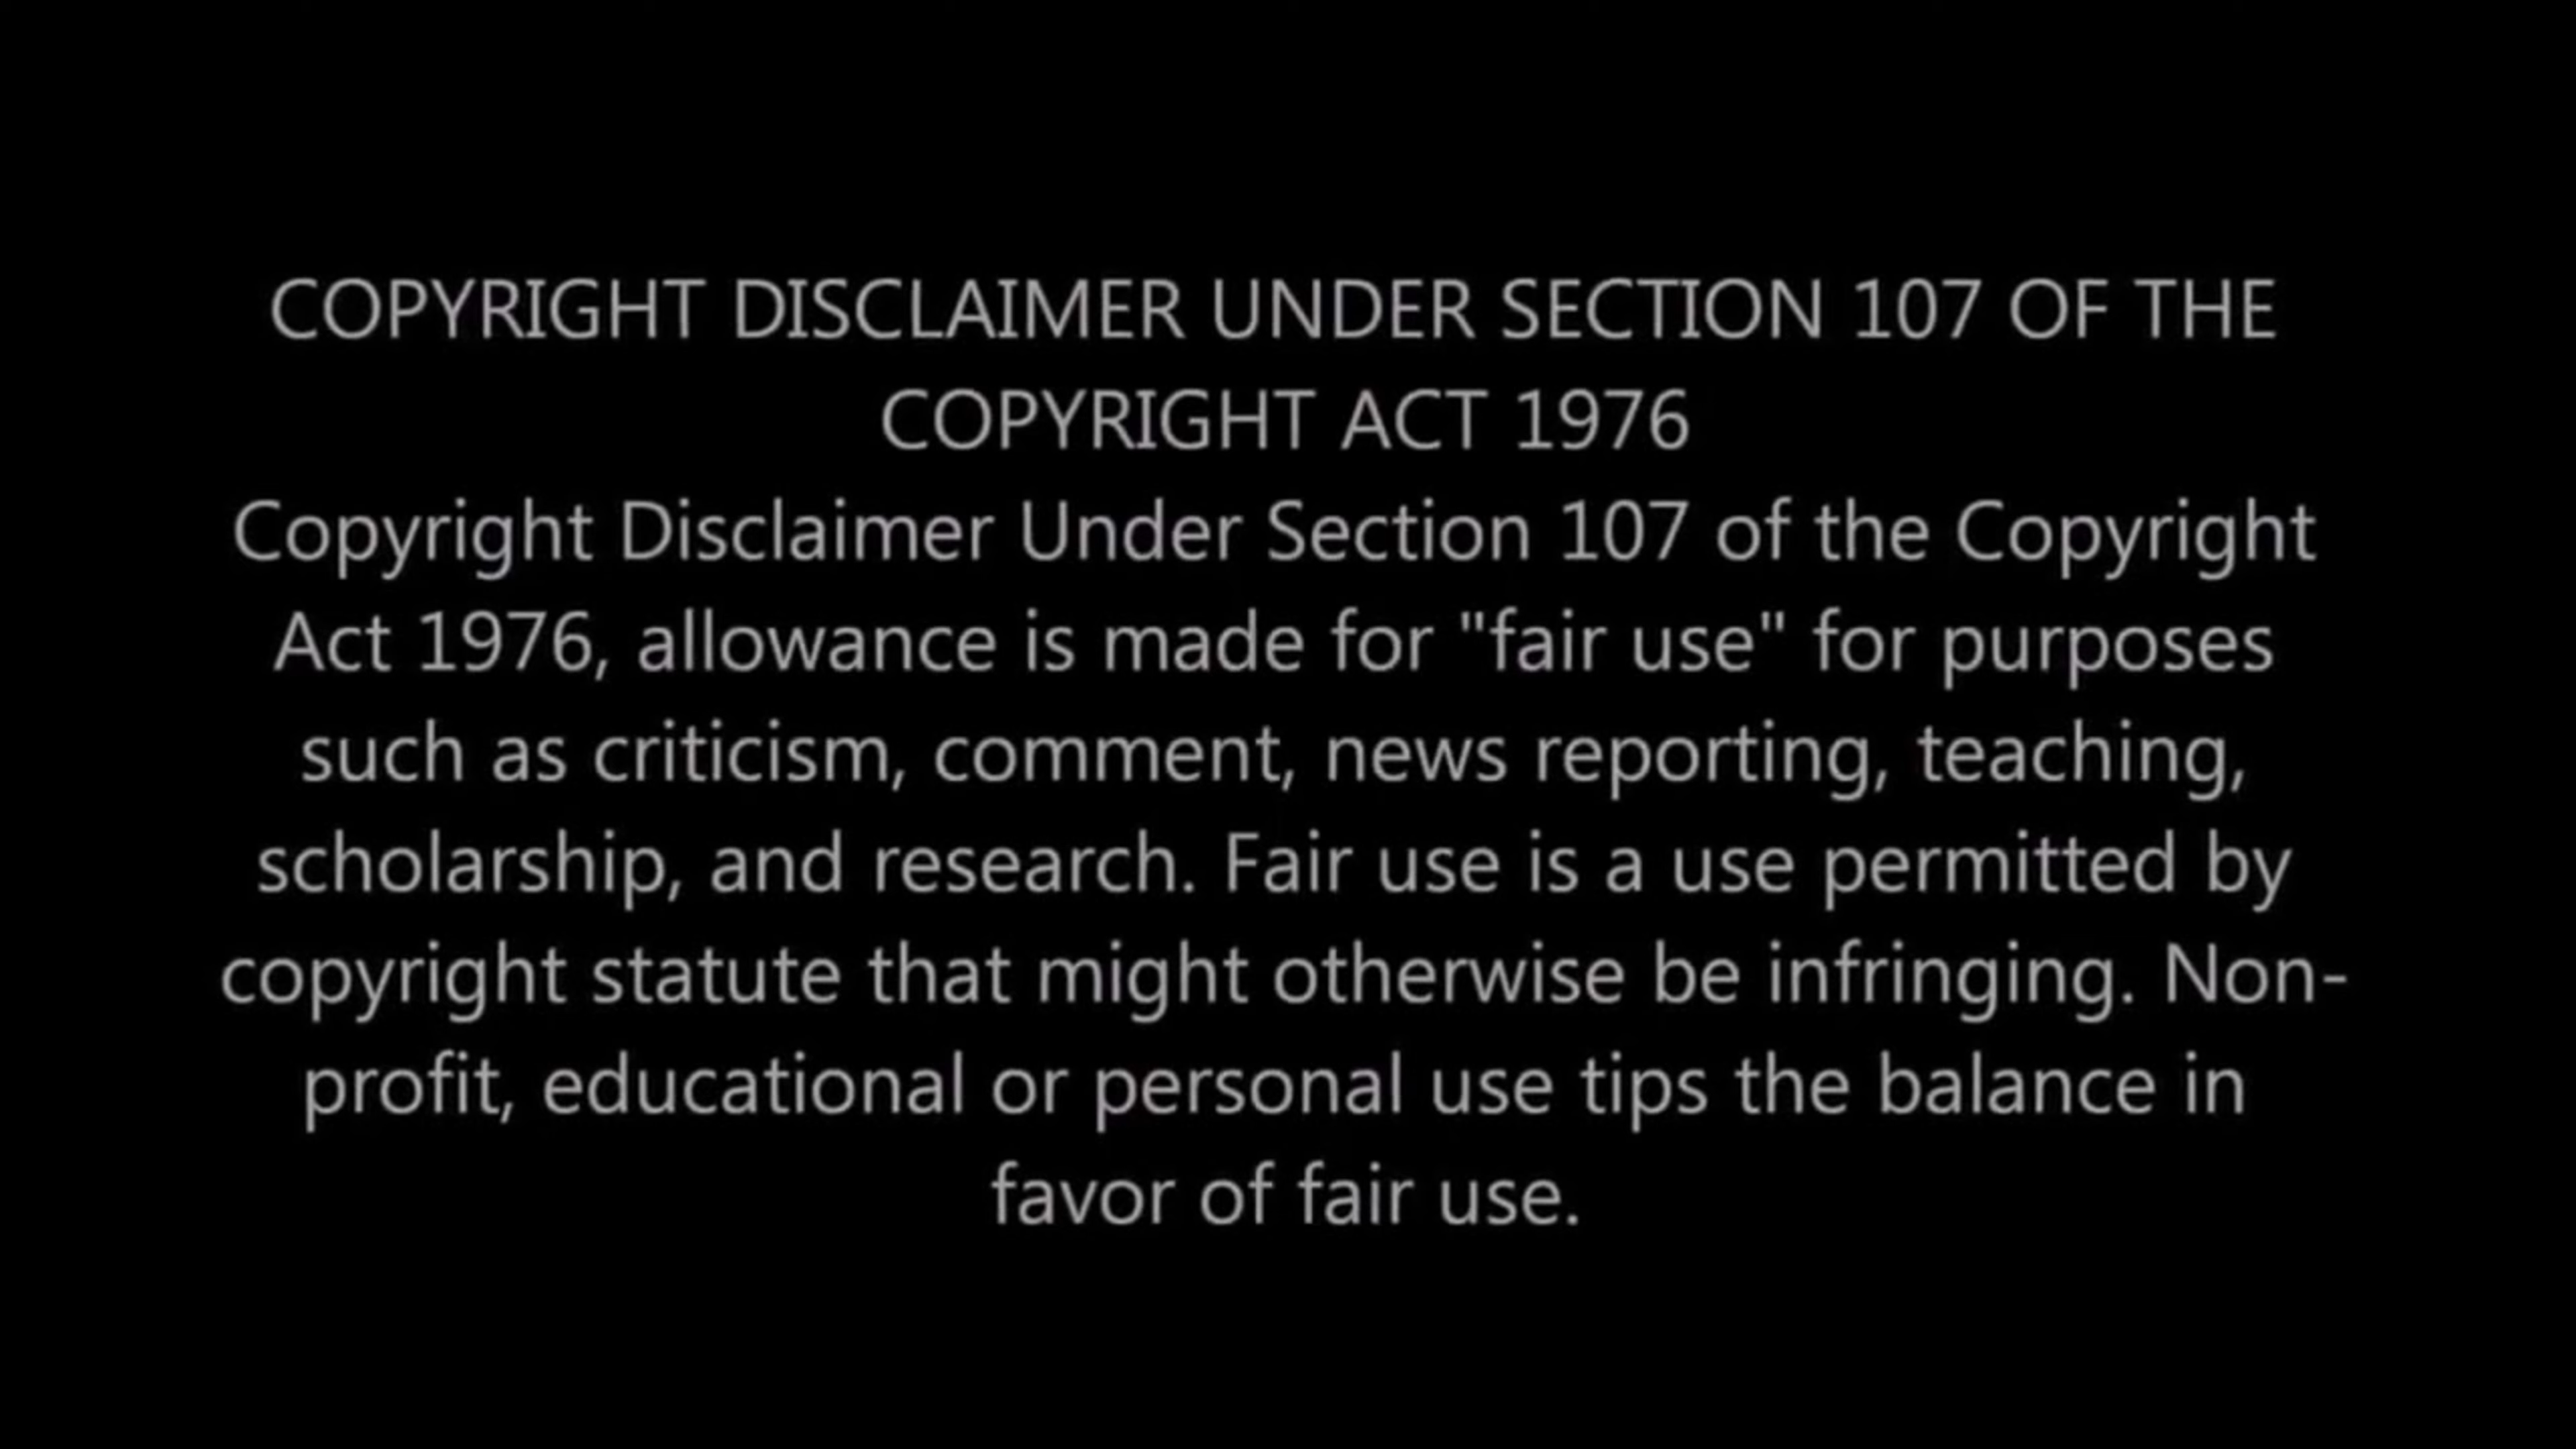 COPYRIGHT DISCLAIMER UNDER SECTION 107 OF THE
COPYRIGHT ACT 1976
Copyright Disclaimer Under Section 107 of the Copyright
Act 1976, allowance is made for "fair use" for purposes
such as criticism, comment, news reporting, teaching,
scholarship, and research. Fair use is a use permitted by
copyright statute that might otherwise be infringing. Non-
profit, educational or personal use tips the balance in
favor of fair use.